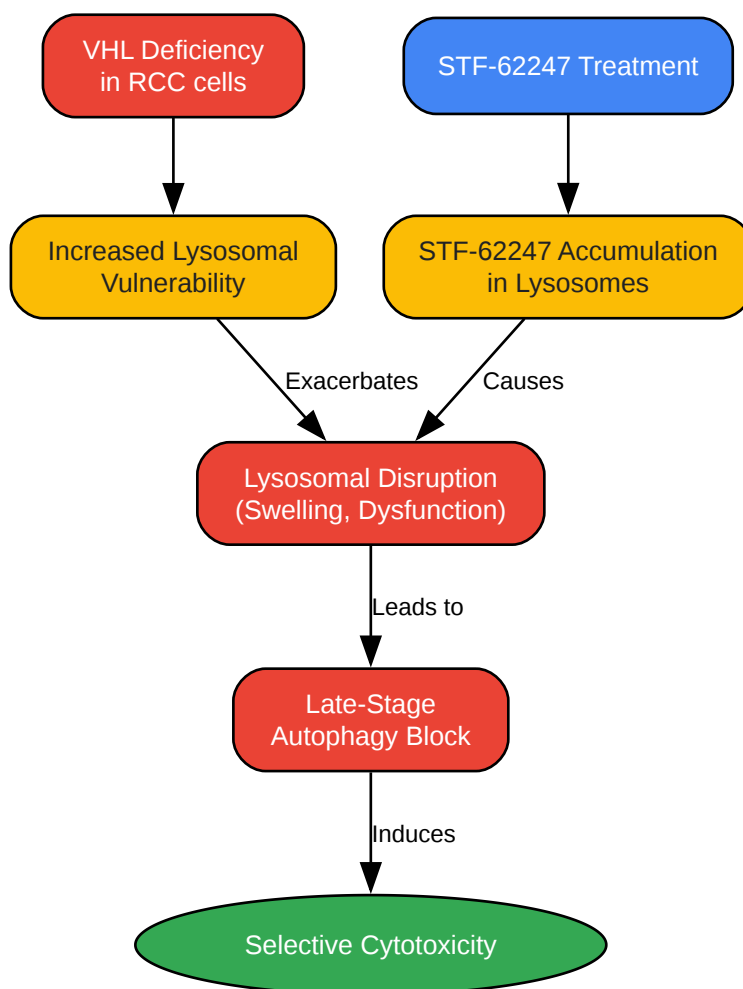 VHL Deficiency
in RCC cells
STF-62247 Treatment
Increased Lysosomal
Vulnerability
STF-62247 Accumulation
in Lysosomes
Exacerbates
Causes
Lysosomal Disruption
(Swelling, Dysfunction)
Leads to
Late-Stage
Autophagy Block
Induces
Selective Cytotoxicity